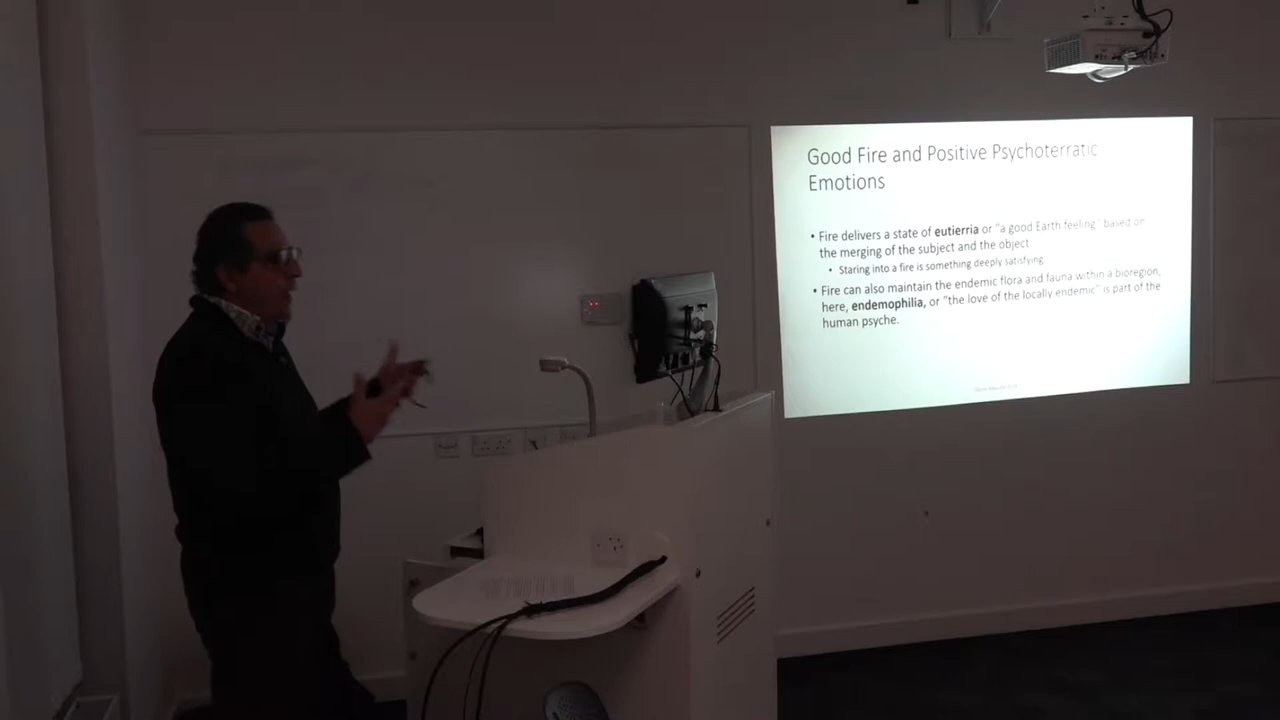 Good Fire and Positive Psychoterratic
Emotions
• Fire delivers a state of eutierria or "a good Earth feeling" based on
the merging of the subject and the object
• Staring into a fire is something deeply satisfying
• Fire can also maintain the endemic flora and fauna within a bioregion,
here, endemophilia, or "the love of the locally endemic" is part of the
human psyche.